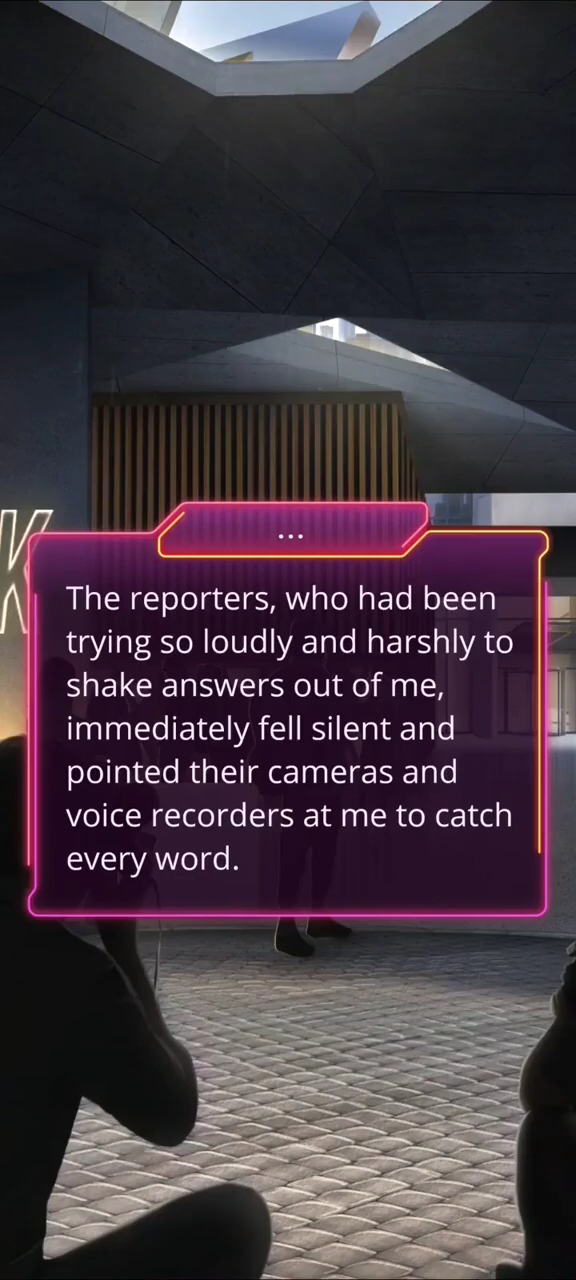 K
...
The reporters, who had been
trying so loudly and harshly to
shake answers out of me,
immediately fell silent and
pointed their cameras and
voice recorders at me to catch
every word.